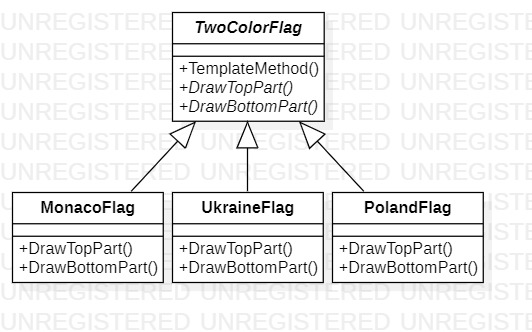 UNREGISTERED UNREGISTERED UNREGISTERED
TwoColorFlag
+TemplateMethod()
+DrawTopPart()
+DrawBottomPart()
MonacoFlag
+DrawTopPart()
+DrawBottomPart()
UkraineFlag
+DrawTopPart()
+DrawBottomPart()
PolandFlag
+DrawTopPart()
+DrawBottomPart()